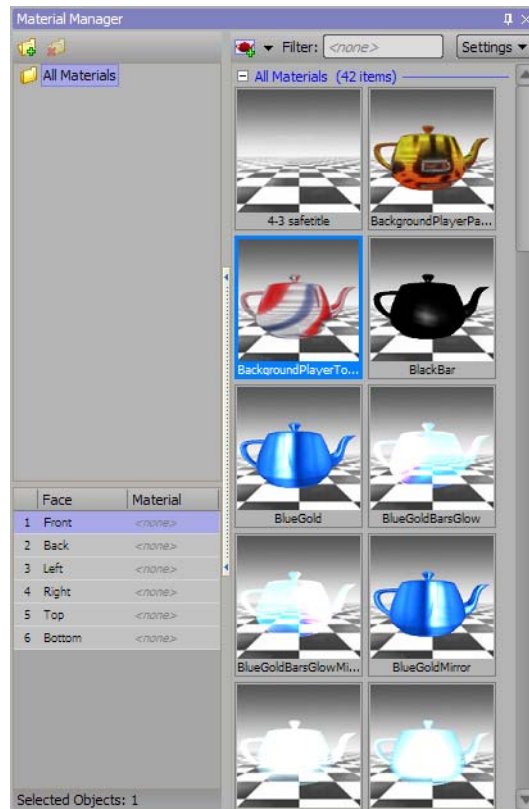 Material Manager
Filter: <none> Settings
All Materials
All Materials (42 items)
4-3 safetitle
BackgroundPlayerPa...
BackgroundPlayerTo...
BlackBar
BlueGold
BlueGoldBarsGlow
BlueGoldBarsGlowMi...
BlueGoldMirror
Face Material
1 Front <none>
2 Back <none>
3 Left <none>
4 Right <none>
5 Top <none>
6 Bottom <none>
Selected Objects: 1